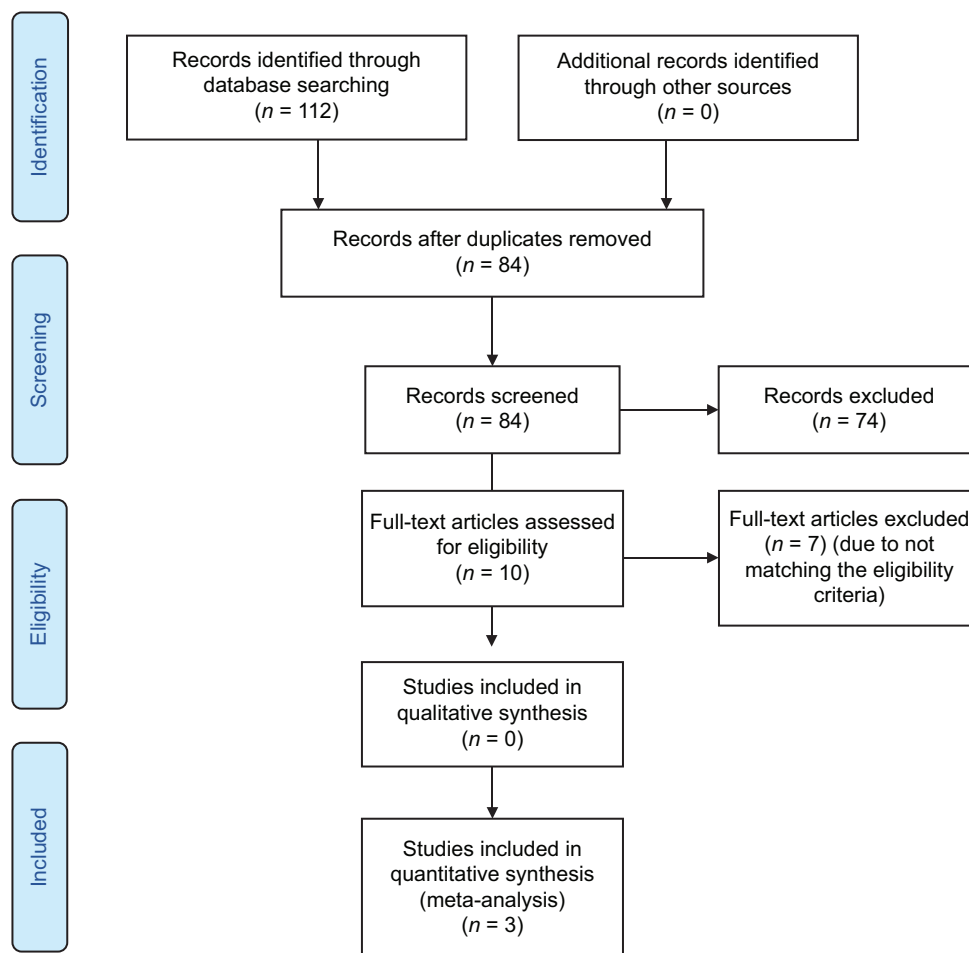 Identification
Records identified through
database searching
(n = 112)
Additional records identified
through other sources
(n = 0)
Records after duplicates removed
(n = 84)
Screening
Records screened
(n = 84)
Records excluded
(n = 74)
Eligibility
Full-text articles assessed
for eligibility
(n = 10)
Full-text articles excluded
(n = 7) (due to not
matching the eligibility
criteria)
Studies included in
qualitative synthesis
(n = 0)
Included
Studies included in
quantitative synthesis
(meta-analysis)
(n = 3)